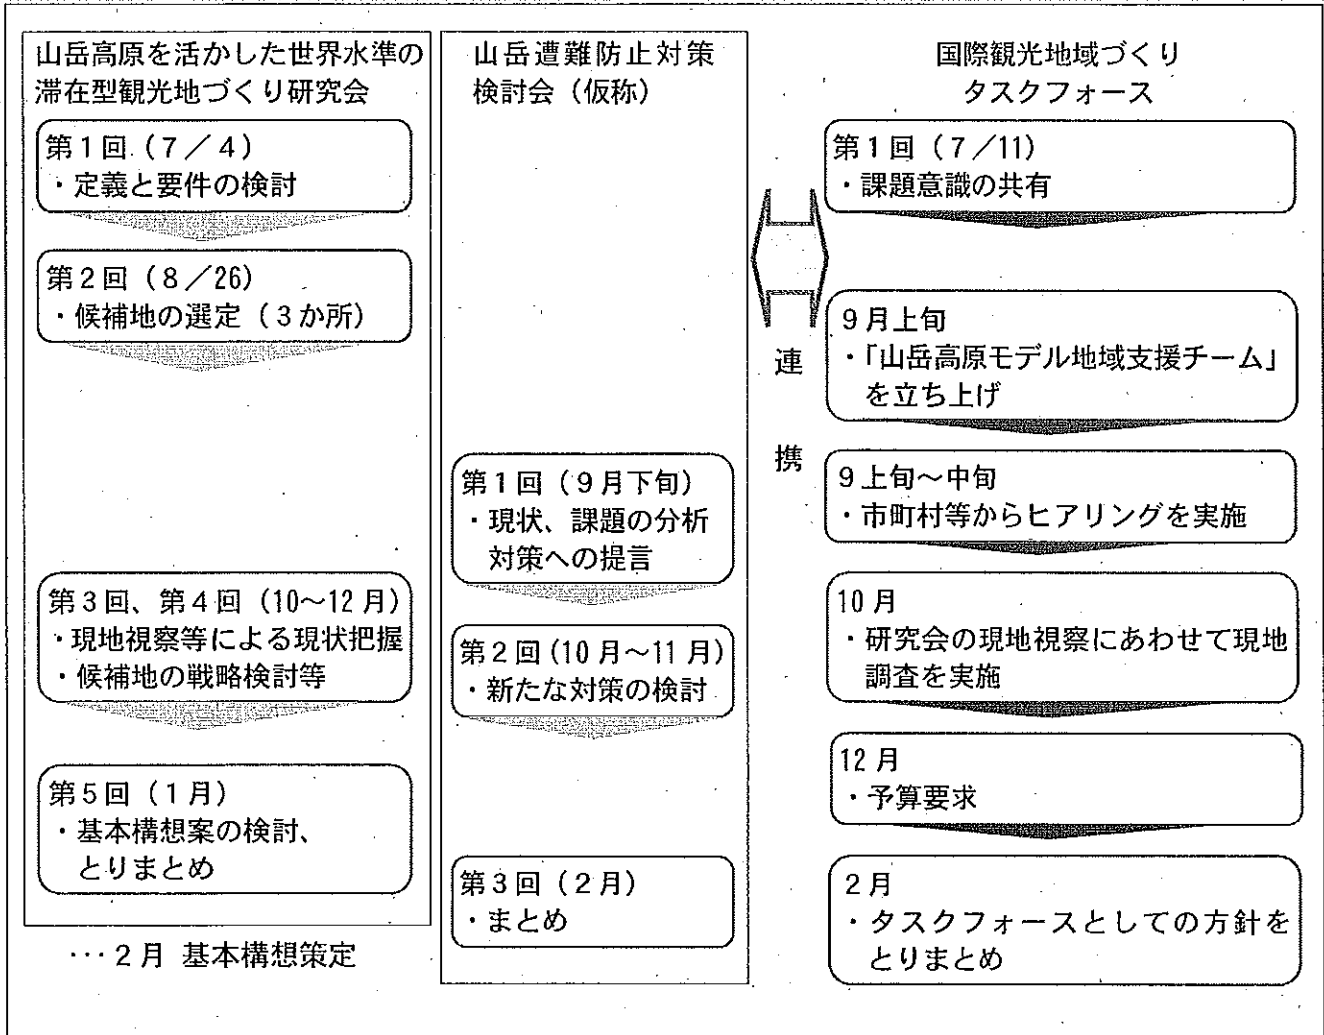 山岳高原を活かした世界水準の
滞在型観光地づくり研究会
第1回(7/4)
・定義と要件の検討
第2回(8/26)
・候補地の選定(3か所)
第3回、第4回(10~12月)
・現地視察等による現状把握
・候補地の戦略検討等
第5回(1月)
・基本構想案の検討、
とりまとめ
…2月 基本構想策定
山岳遭難防止対策
検討会(仮称)
第1回(9月下旬)
・現状、課題の分析
対策への提言
第2回(10月~11月)
・新たな対策の検討
第3回(2月)
・まとめ
連
携
国際観光地域づくり
タスクフォース
第1回(7/11)
・課題意識の共有
9月上旬
・「山岳高原モデル地域支援チーム」
を立ち上げ
9上旬~中旬
・市町村等からヒアリングを実施
10月
・研究会の現地視察にあわせて現地
調査を実施
12月
・予算要求
2月
・タスクフォースとしての方針を
とりまとめ